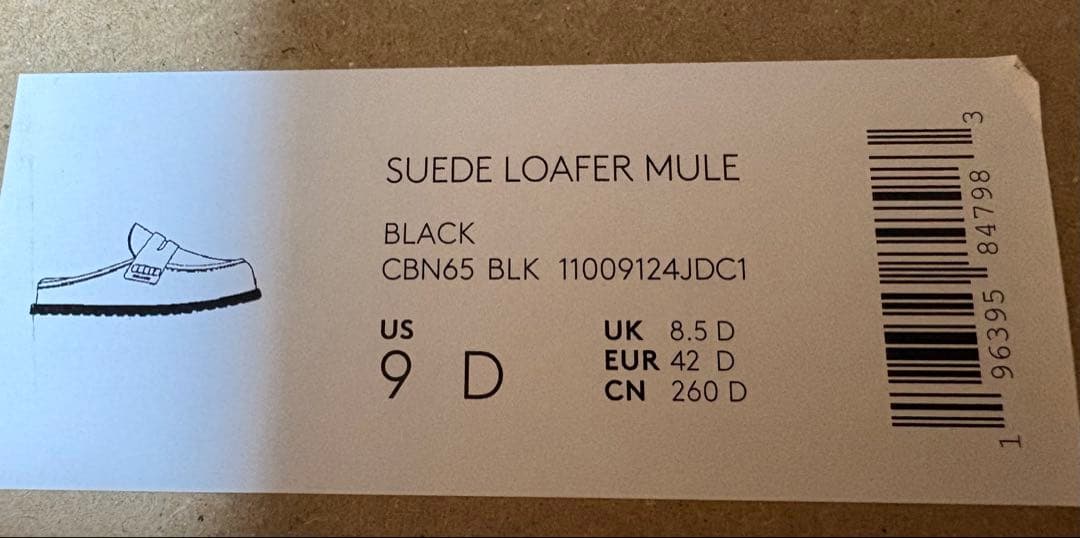 SUEDE LOAFER MULE
BLACK
CBN65 BLK 11009124JDC1
US
9 D
UK 8.5 D
EUR 42 D
CN 260 D
1 96395 84798 3